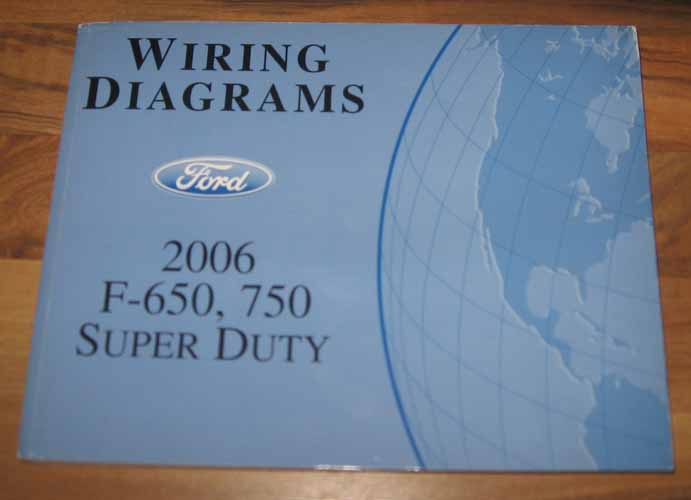 WIRING
DIAGRAMS
Ford
2006
F-650, 750
SUPER DUTY